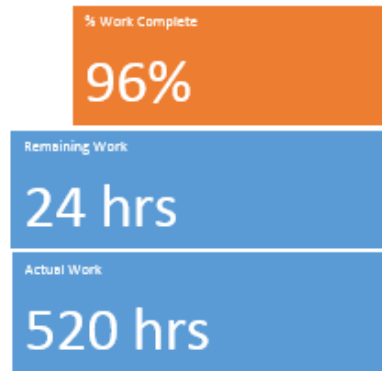 % Work Complete
96%
Remaining Work
24 hrs
Actual Work
520 hrs